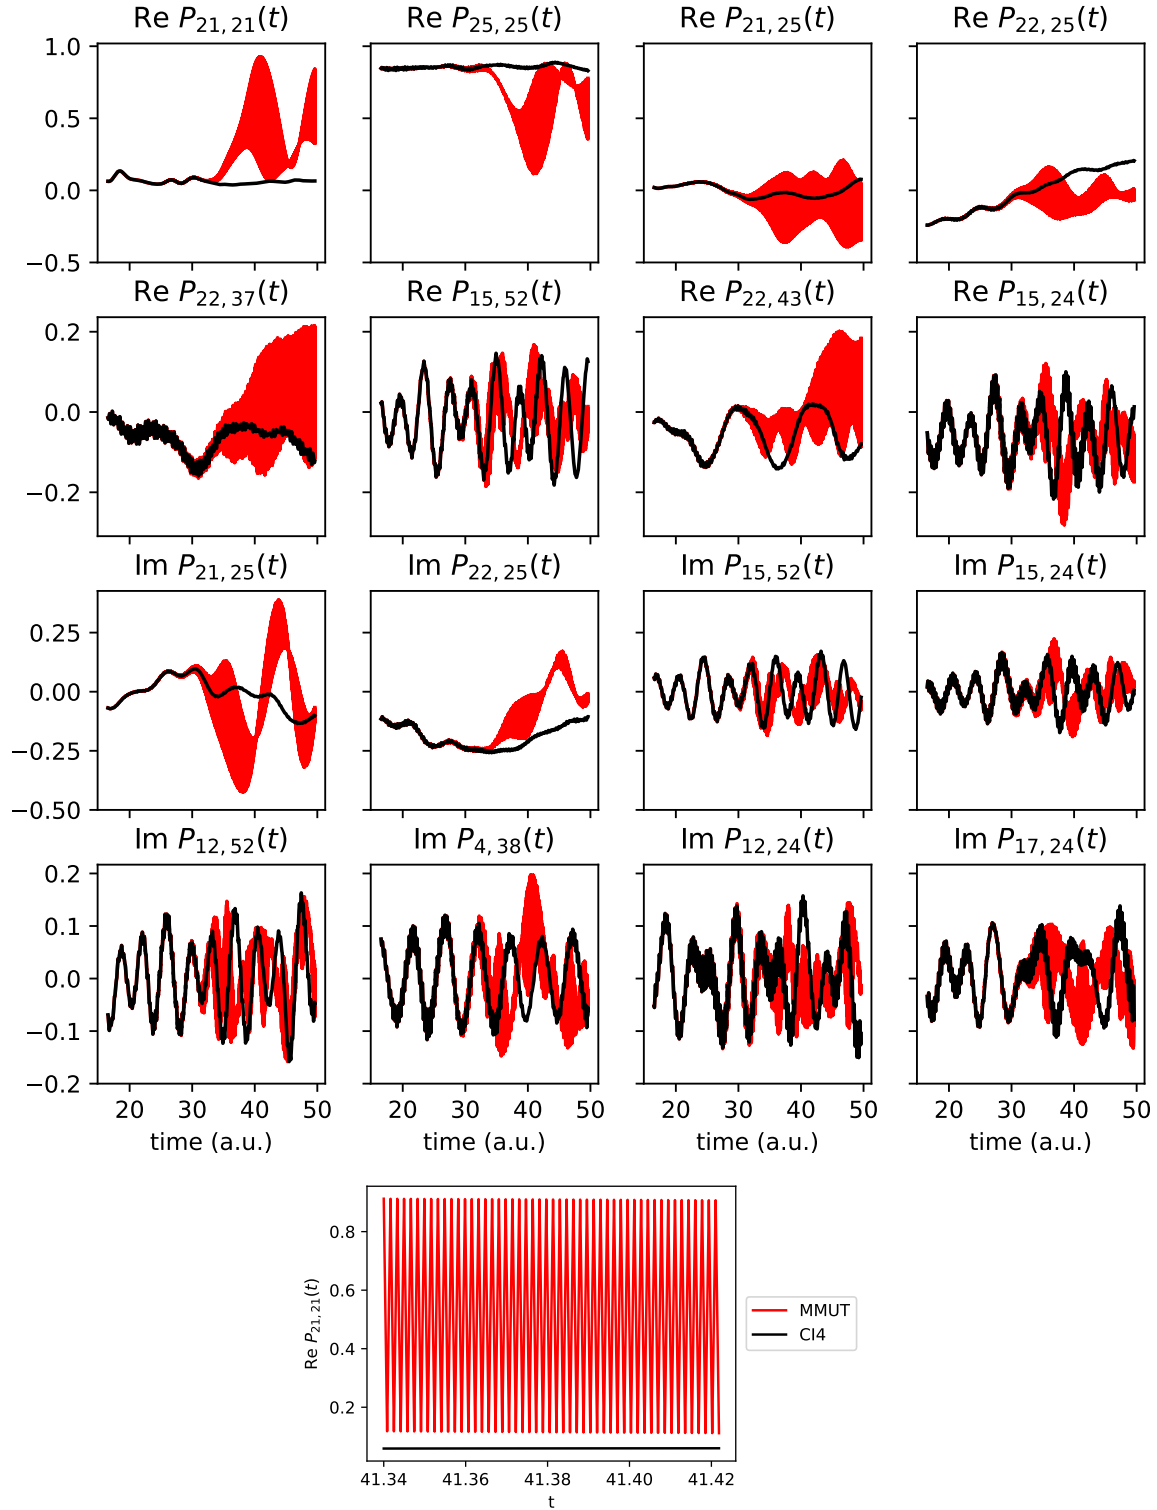 Re P21,21(t) Re P25,25(t) Re P21,25(t) Re P22,25(t)
1.0
0.5
0.0
−0.5
Re P22,37(t) Re P15,52(t) Re P22,43(t) Re P15,24(t)
0.2
0.0
−0.2
Im P21,25(t) Im P22,25(t) Im P15,52(t) Im P15,24(t)
0.25
0.00
−0.25
−0.50
Im P12,52(t) Im P4,38(t) Im P12,24(t) Im P17,24(t)
0.2
0.1
0.0
−0.1
−0.2
20 30 40 50 20 30 40 50 20 30 40 50 20 30 40 50
time (a.u.) time (a.u.) time (a.u.) time (a.u.)
Re P21,21(t)
0.8
0.6
0.4
0.2
41.34 41.36 41.38 41.40 41.42
t
MMUT
CI4